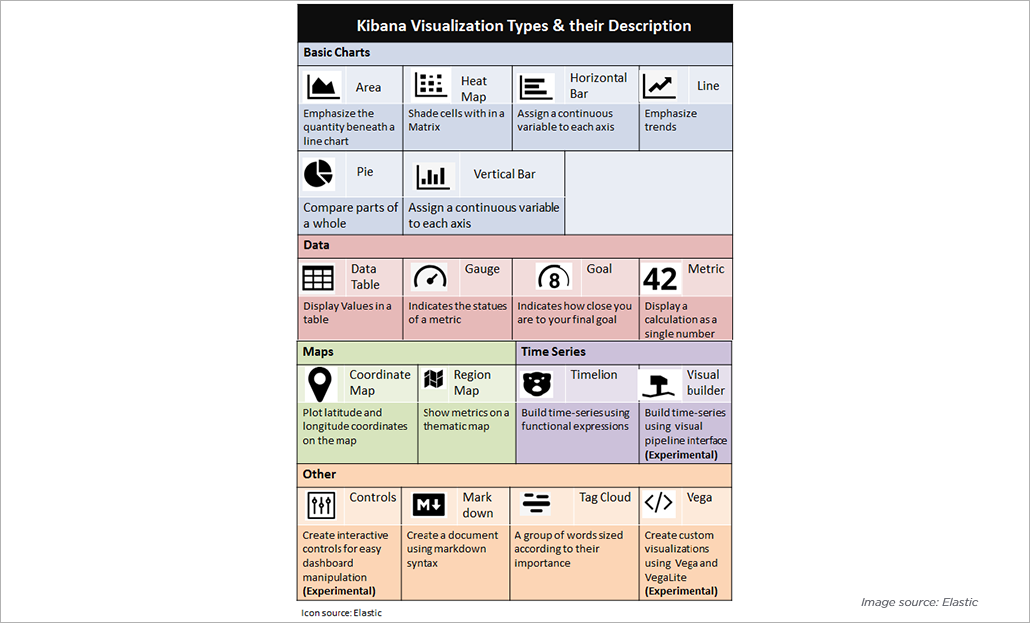 Kibana Visualization Types & their Description
Basic Charts
Area
Heat
Map
Horizontal
Bar
Line
Emphasize the
quantity beneath a
line chart
Shade cells with in a
Matrix
Assign a continuous
variable to each axis
Emphasize
trends
Pie
Vertical Bar
Compare parts of
a whole
Assign a continuous variable
to each axis
Data
Data
Table
Gauge
8
Goal
42
Metric
Display Values in a
table
Indicates the statues
of a metric
Indicates how close you
are to your final goal
Display a
calculation as a
single number
Maps
Time Series
Coordinate
Map
Region
Map
Timelion
Visual
builder
Plot latitude and
longitude coordinates
on the map
Show metrics on a
thematic map
Build time-series using
functional expressions
Build time-series
using visual
pipeline interface
(Experimental)
Other
Controls
M
Mark
down
Tag Cloud
</>
Vega
Create interactive
controls for easy
dashboard
manipulation
(Experimental)
Create a document
using markdown
syntax
A group of words sized
according to their
importance
Create custom
visualizations
using Vega and
VegaLite
(Experimental)
Icon source: Elastic
Image source: Elastic